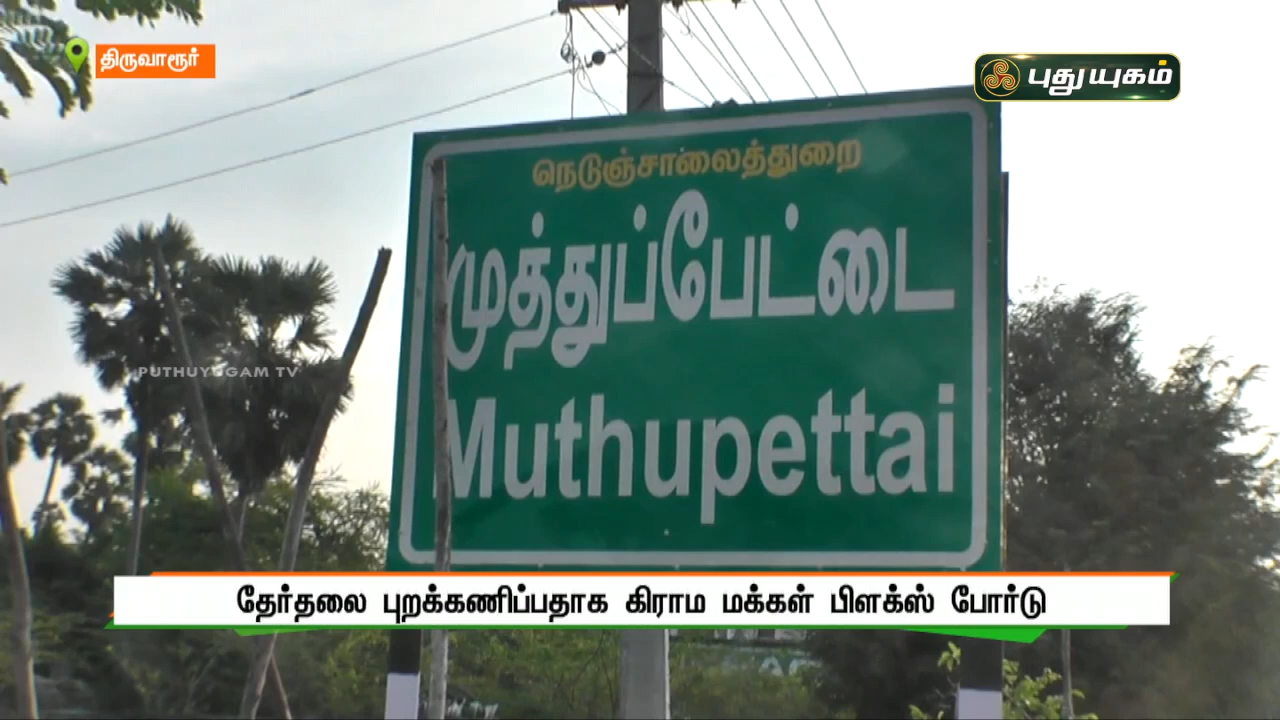 திருவாரூர்
புதுயுகம்
நெடுஞ்சாலைத்துறை
முத்துப்பேட்டை
PUTHUYUGAM TV
Muthupettai
தேர்தலை புறக்கணிப்பதாக கிராம மக்கள் பிளக்ஸ் போர்டு